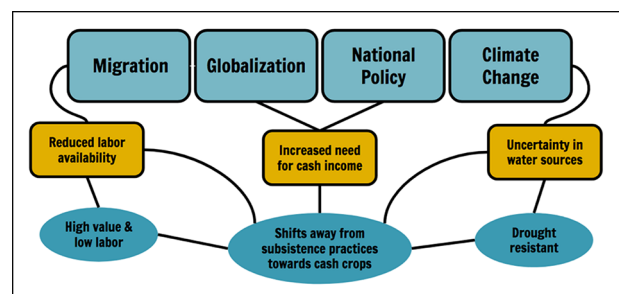 Migration
Globalization
National
Policy
Climate
Change
Reduced labor
availability
Increased need
for cash income
Uncertainty in
water sources
High value &
low labor
Shifts away from
subsistence practices
towards cash crops
Drought
resistant